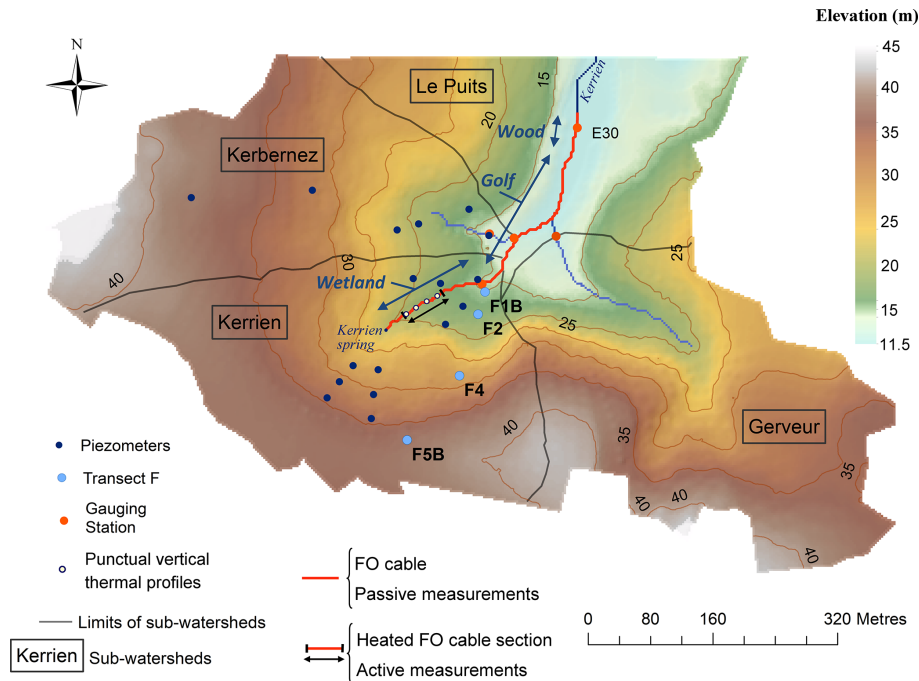 Elevation (m)
N
45
40
35
30
25
20
15
11.5
Le Puits
15
Kerrien
20
Wood
E30
Kerbernez
Golf
25
40
30
Wetland
Kerrien
F1B
F2
25
Kerrien
spring
F4
40
35
Gerveur
F5B
35
40
40
40
Piezometers
Transect F
Gauging
Station
Punctual vertical
thermal profiles
FO cable
Passive measurements
0 80 160 320 Metres
Limits of sub-watersheds
Heated FO cable section
Kerrien Sub-watersheds
Active measurements